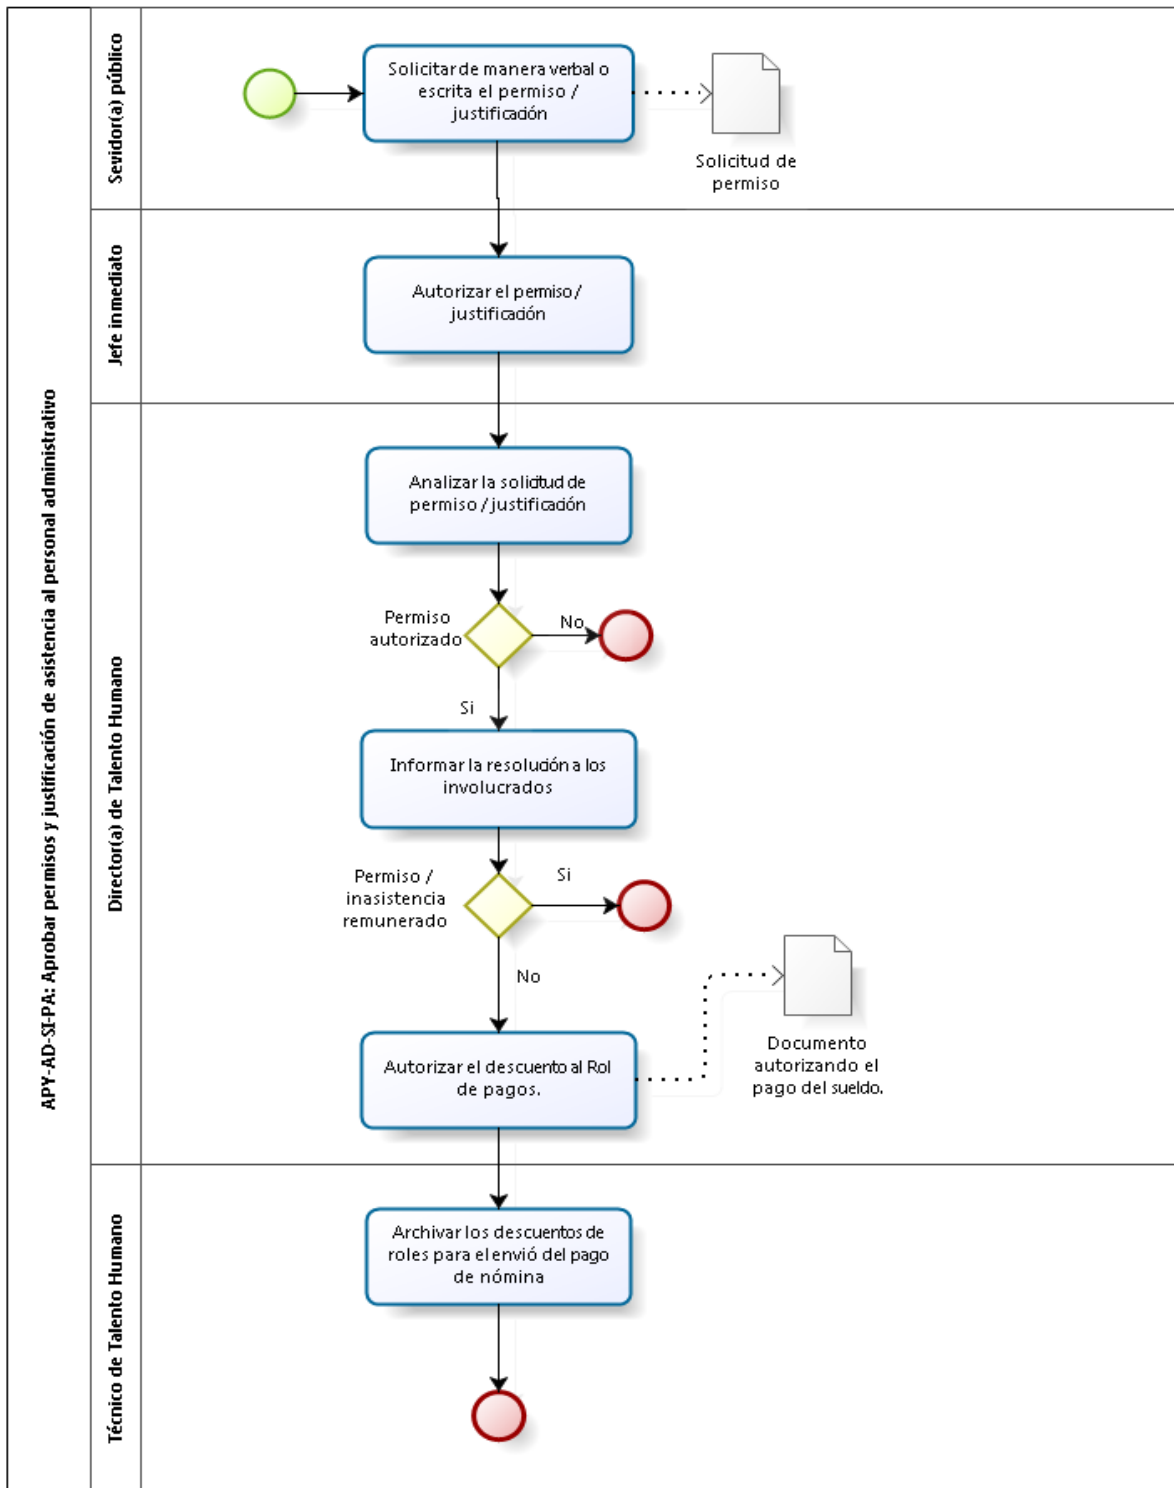 APY-AD-SI-PA: Aprobar permisos y justificación de asistencia al personal administrativo
Sevidor(a) público
Solicitar de manera verbal o
escrita el permiso /
justificación
Solicitud de
permiso
Jefe inmediato
Autorizar el permiso/
justificación
Director(a) de Talento Humano
Analizar la solicitud de
permiso / justificación
Permiso
autorizado
No
Si
Informar la resolución a los
involucrados
Permiso /
inasistencia
remunerado
Si
No
Autorizar el descuento al Rol
de pagos.
Documento
autorizando el
pago del sueldo.
Técnico de Talento Humano
Archivar los descuentos de
roles para el envió del pago
de nómina